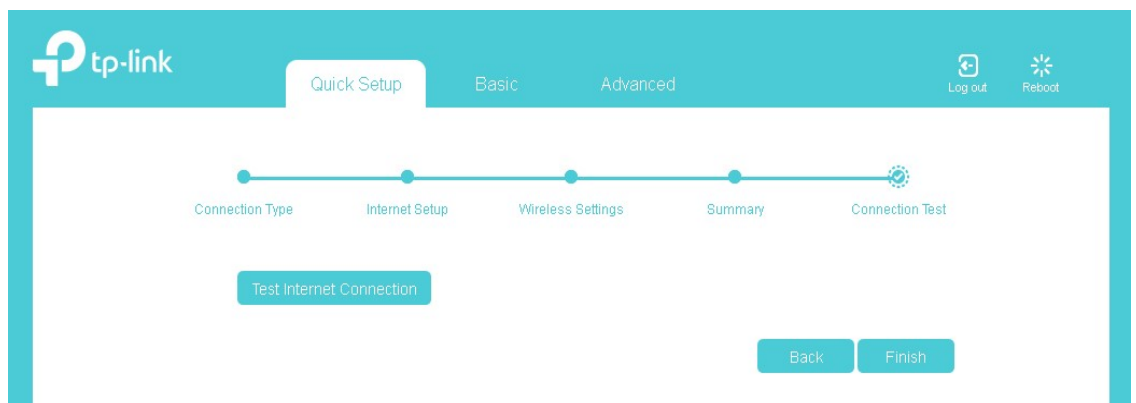 tp-link
Quick Setup Basic Advanced
Log out Reboot
Connection Type Internet Setup Wireless Settings Summary Connection Test
Test Internet Connection
Back Finish